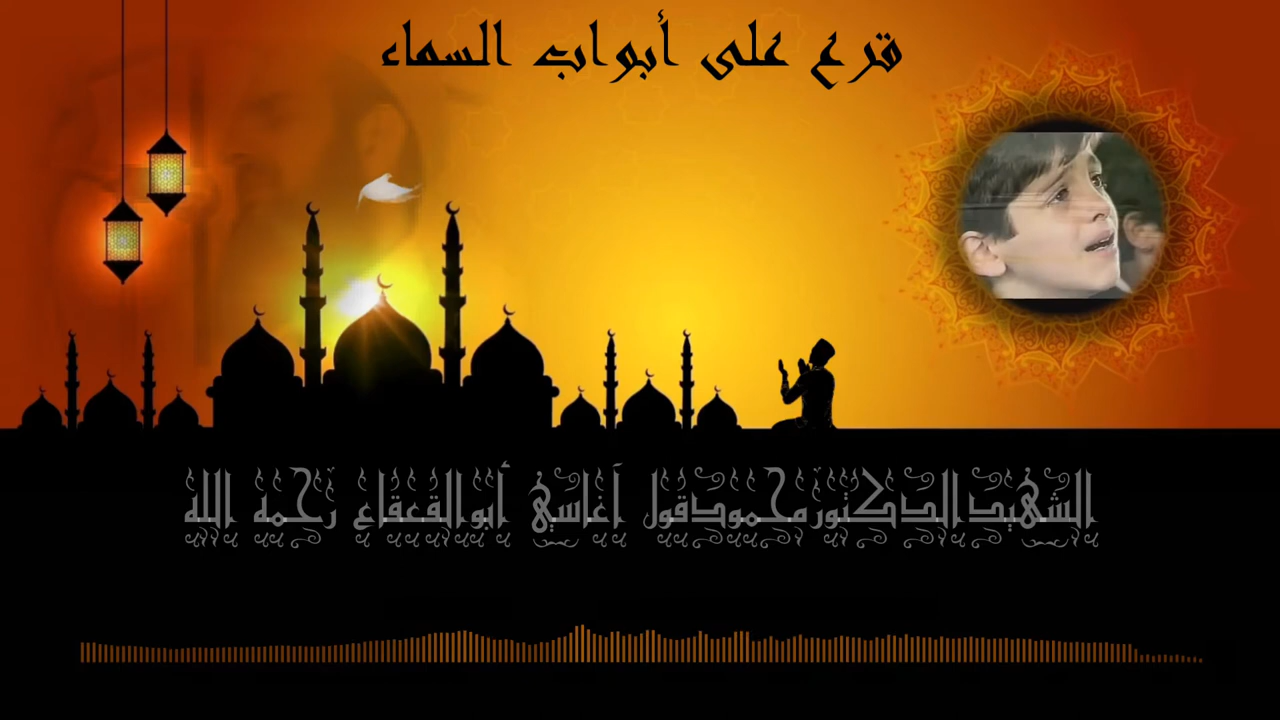 قرع على أبواب السماء
الشهيد الدكتور محمود قول آغاسي أبو القعقاع رحمه الله